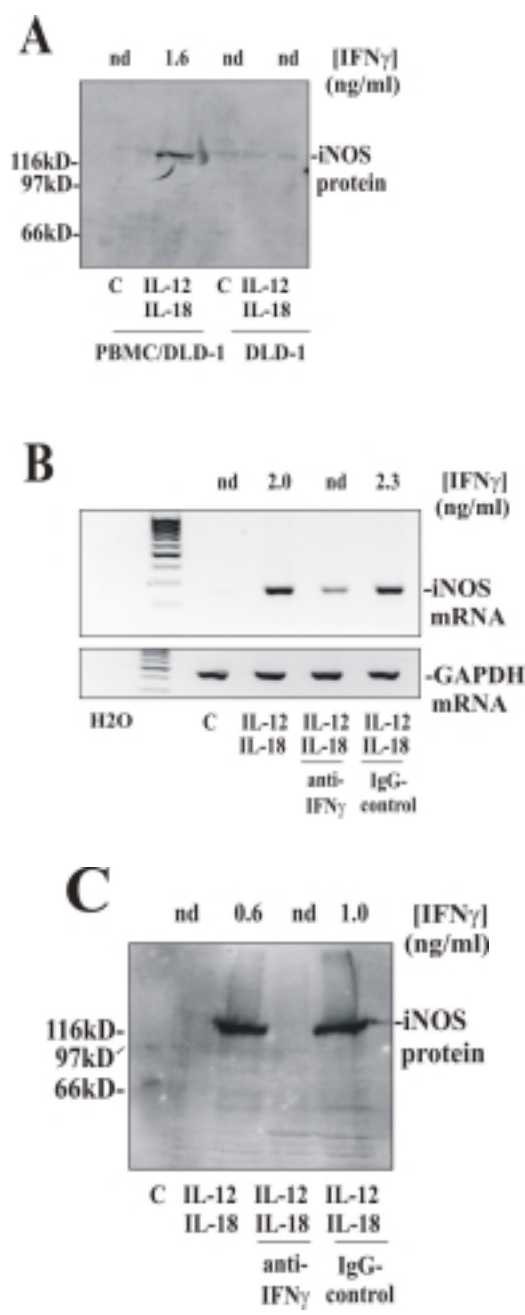 A
nd 1.6 nd nd [IFNγ]
(ng/ml)
116kD-
97kD-
66kD-
-iNOS
protein
C IL-12 C IL-12
IL-18 IL-18
PBMC/DLD-1 DLD-1
B
nd 2.0 nd 2.3 [IFNγ]
(ng/ml)
-iNOS
mRNA
-GAPDH
mRNA
H2O C IL-12 IL-12 IL-12
IL-18 IL-18 IL-18
anti- IgG-
IFNγ control
C
nd 0.6 nd 1.0 [IFNγ]
(ng/ml)
116kD-
97kD-
66kD-
-iNOS
protein
C IL-12 IL-12 IL-12
IL-18 IL-18 IL-18
anti- IgG-
IFNγ control